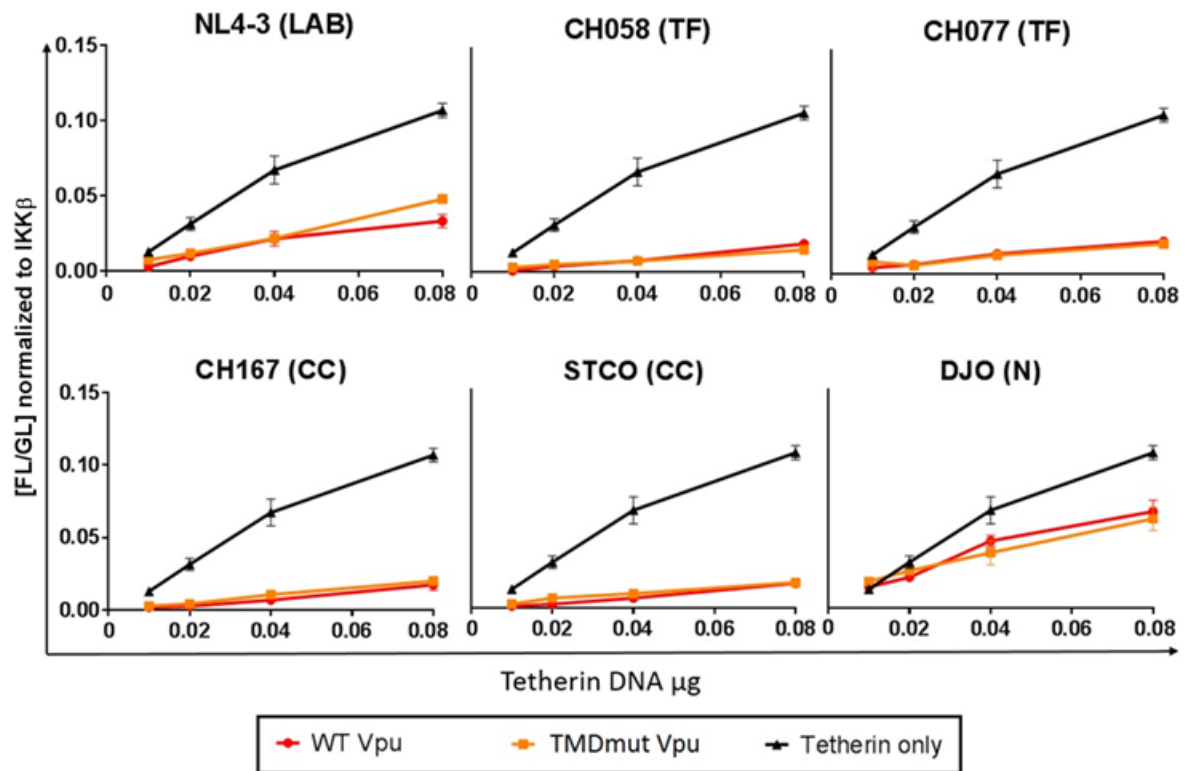 NL4-3 (LAB) CH058 (TF) CH077 (TF)
0.15
0.10
0.05
0.00
0 0.02 0.04 0.06 0.08 0 0.02 0.04 0.06 0.08 0 0.02 0.04 0.06 0.08
[FL/GL] normalized to IKKβ
CH167 (CC) STCO (CC) DJO (N)
0.15
0.10
0.05
0.00
0 0.02 0.04 0.06 0.08 0 0.02 0.04 0.06 0.08 0 0.02 0.04 0.06 0.08
Tetherin DNA µg
WT Vpu TMDmut Vpu Tetherin only